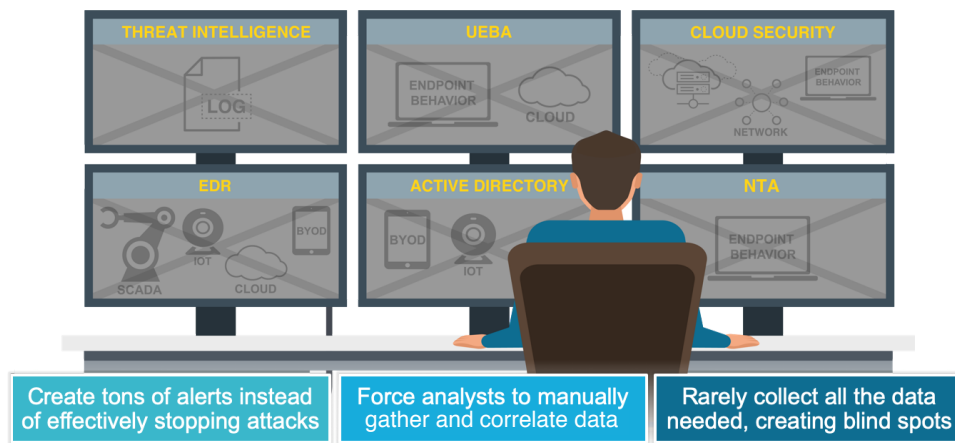 THREAT INTELLIGENCE
LOG
UEBA
ENDPOINT
BEHAVIOR
CLOUD
CLOUD SECURITY
ENDPOINT
BEHAVIOR
NETWORK
EDR
SCADA
IOT
CLOUD
BYOD
ACTIVE DIRECTORY
BYOD
IOT
NTA
ENDPOINT
BEHAVIOR
Create tons of alerts instead
of effectively stopping attacks
Force analysts to manually
gather and correlate data
Rarely collect all the data
needed, creating blind spots